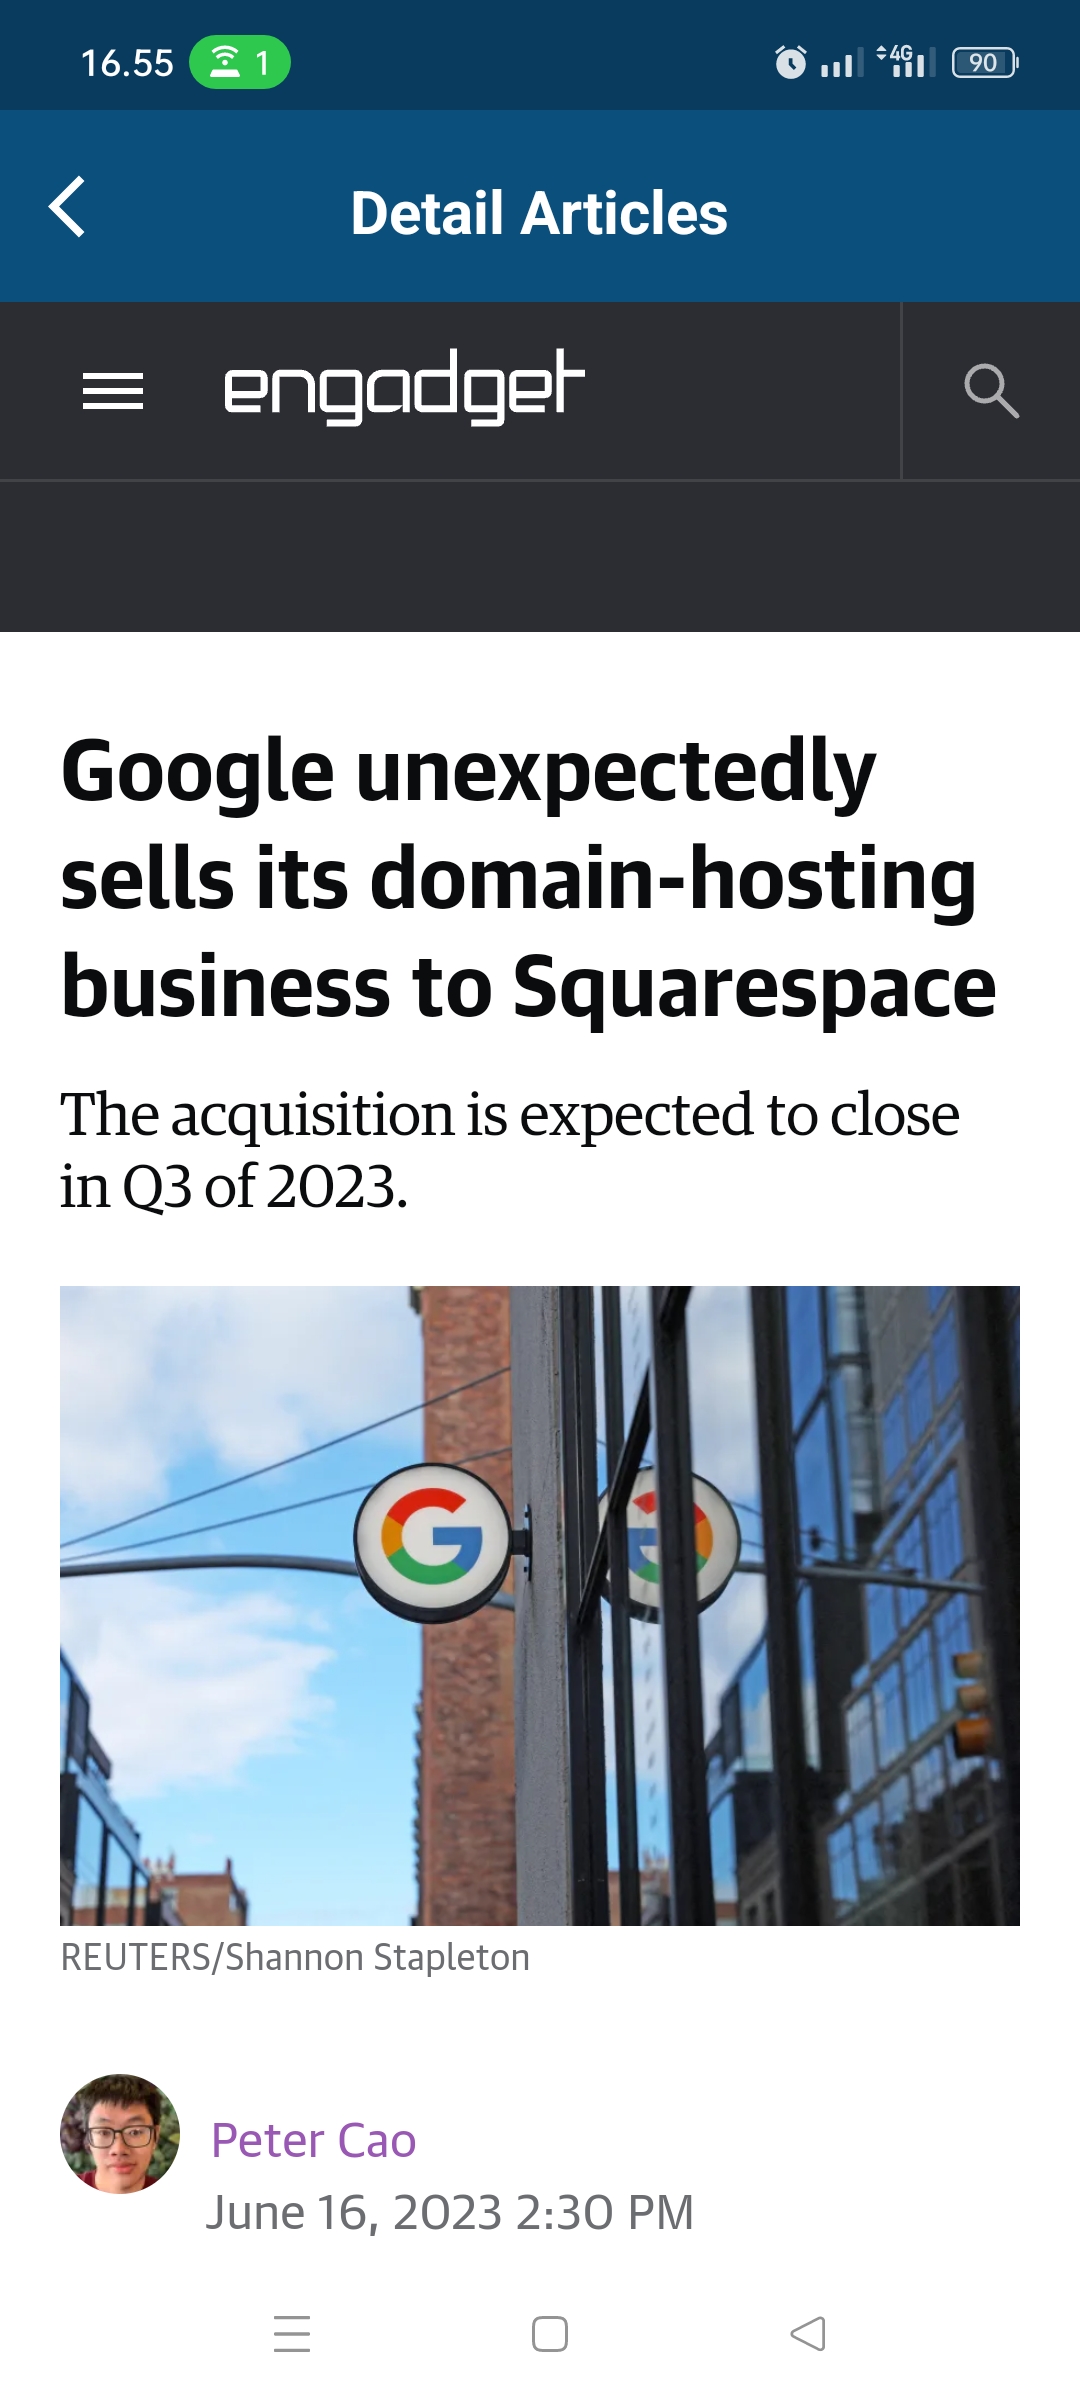 16.55 1 4G 90
Detail Articles
engadget
Google unexpectedly
sells its domain-hosting
business to Squarespace
The acquisition is expected to close
in Q3 of 2023.
G
REUTERS/Shannon Stapleton
Peter Cao
June 16, 2023 2:30 PM